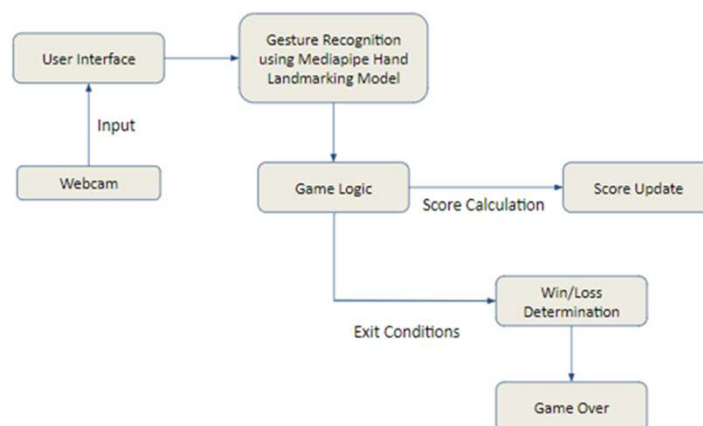 Gesture Recognition
using Mediapipe Hand
Landmarking Model
User Interface
Input
Webcam
Game Logic
Score Calculation
Score Update
Win/Loss
Determination
Exit Conditions
Game Over